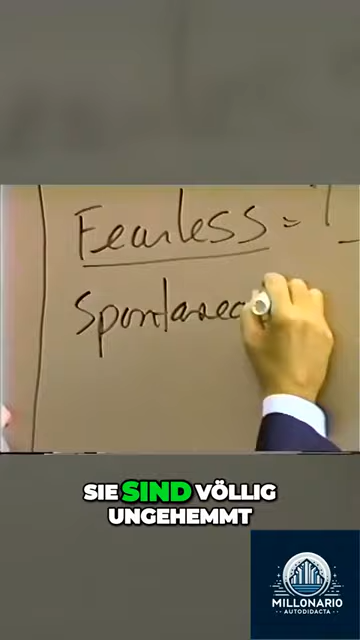 Fearless =
Spontaneo
SIE SIND VÖLLIG
UNGEHEMMT
MILLONARIO
AUTODIDACTA